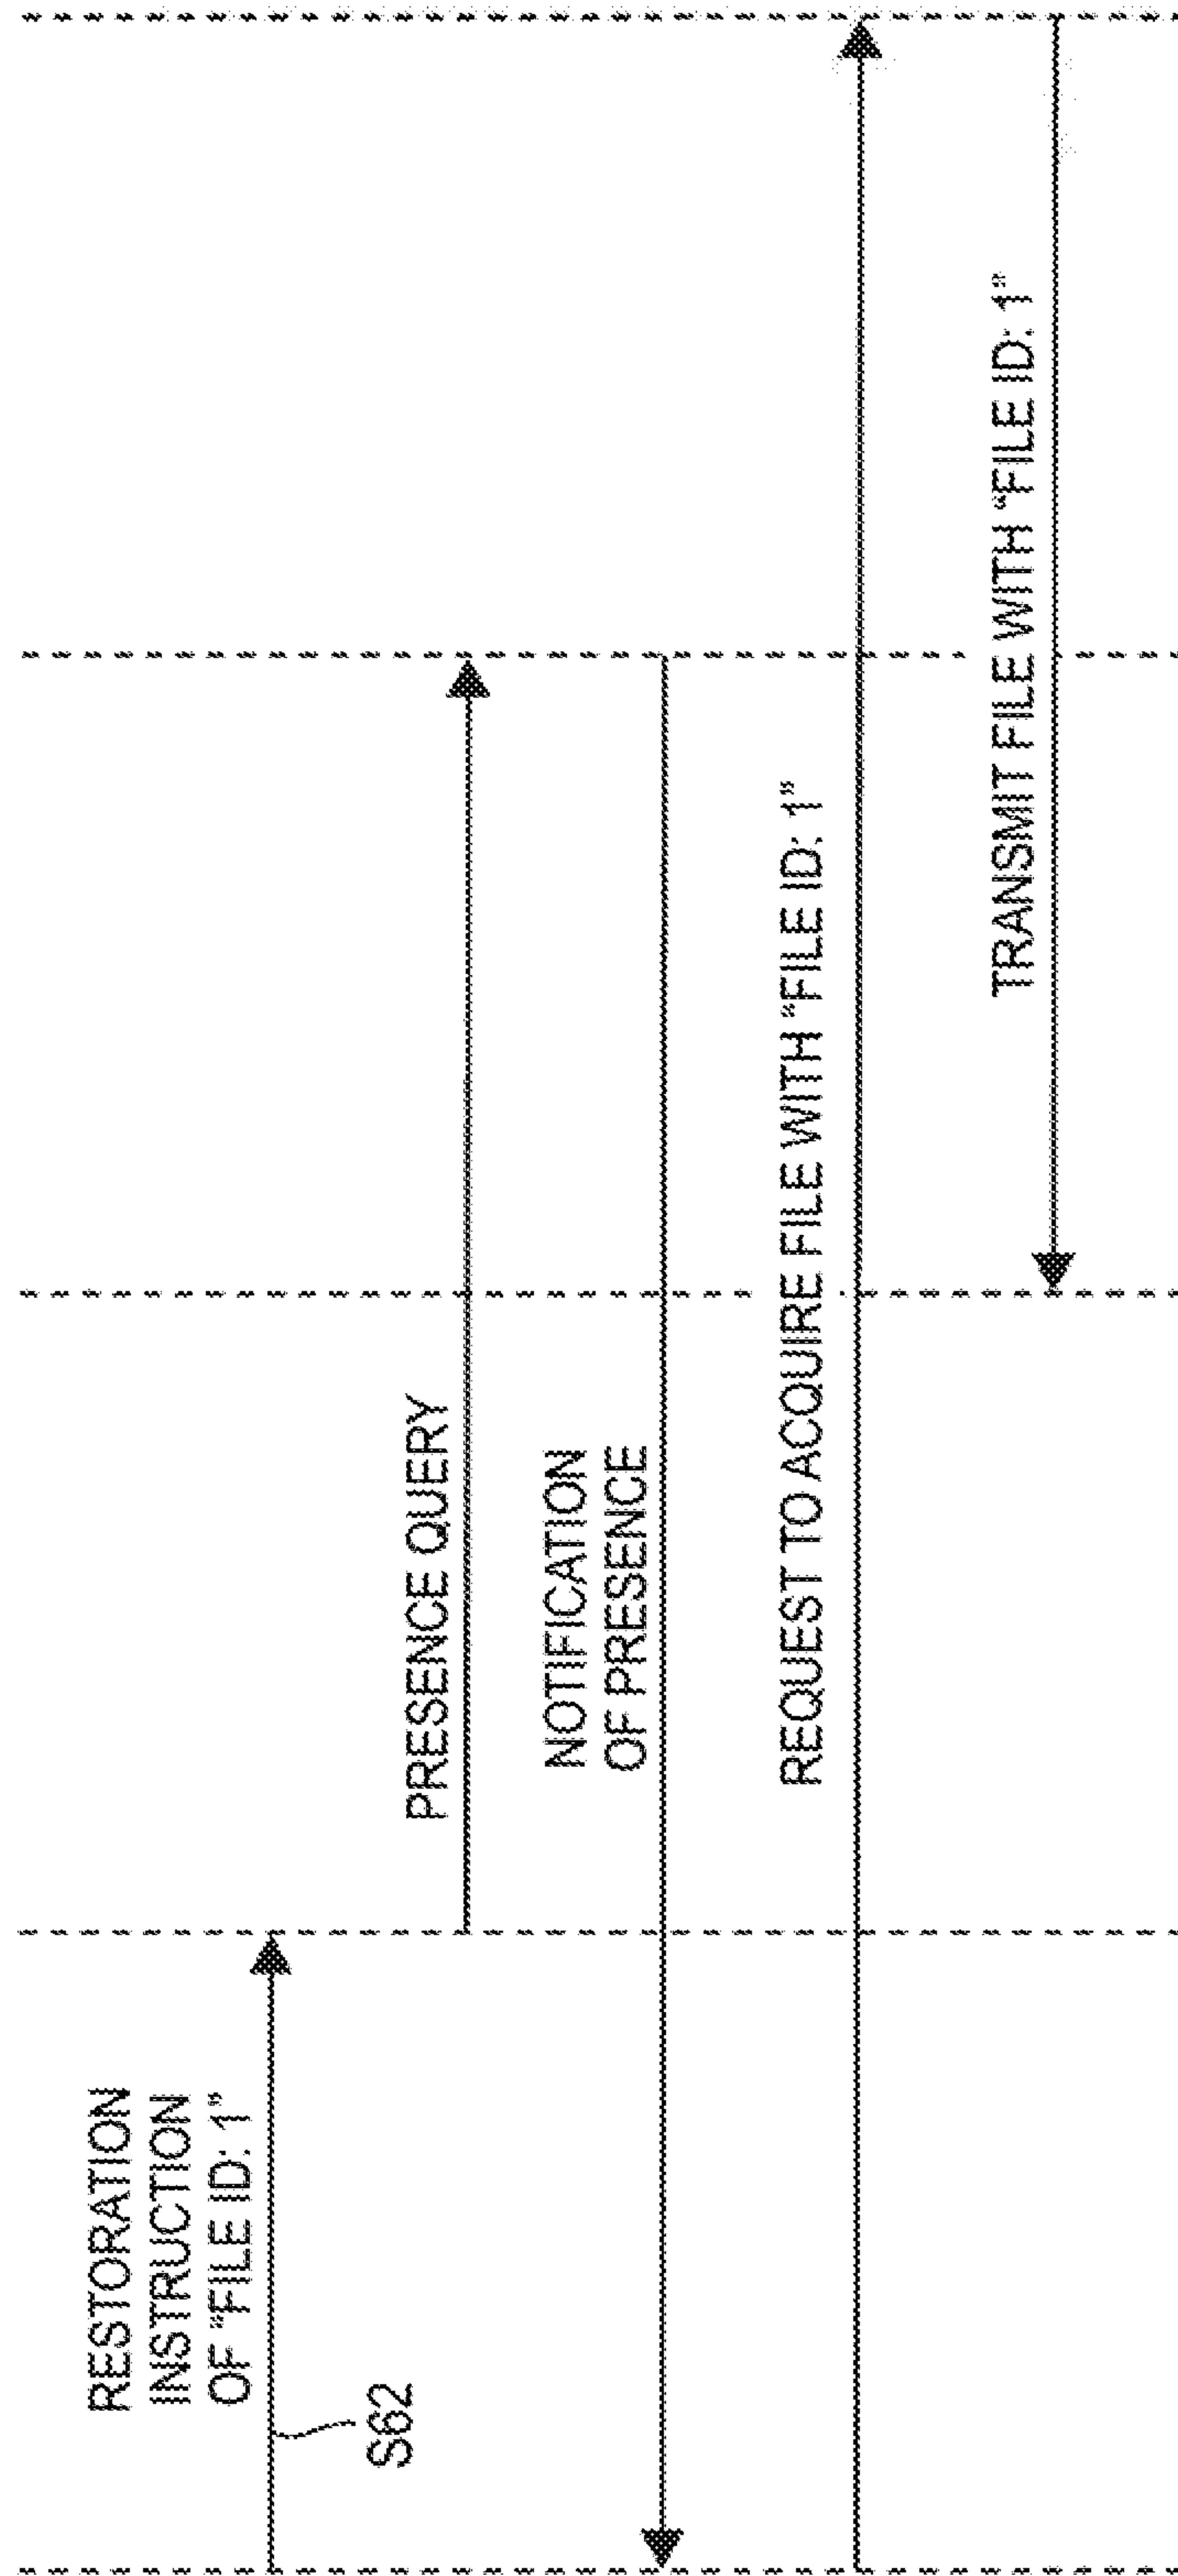 RESTORATION
INSTRUCTION
OF "FILE ID: 1"
S62
PRESENCE QUERY
NOTIFICATION
OF PRESENCE
REQUEST TO ACQUIRE FILE WITH "FILE ID: 1"
TRANSMIT FILE WITH "FILE ID: 1"